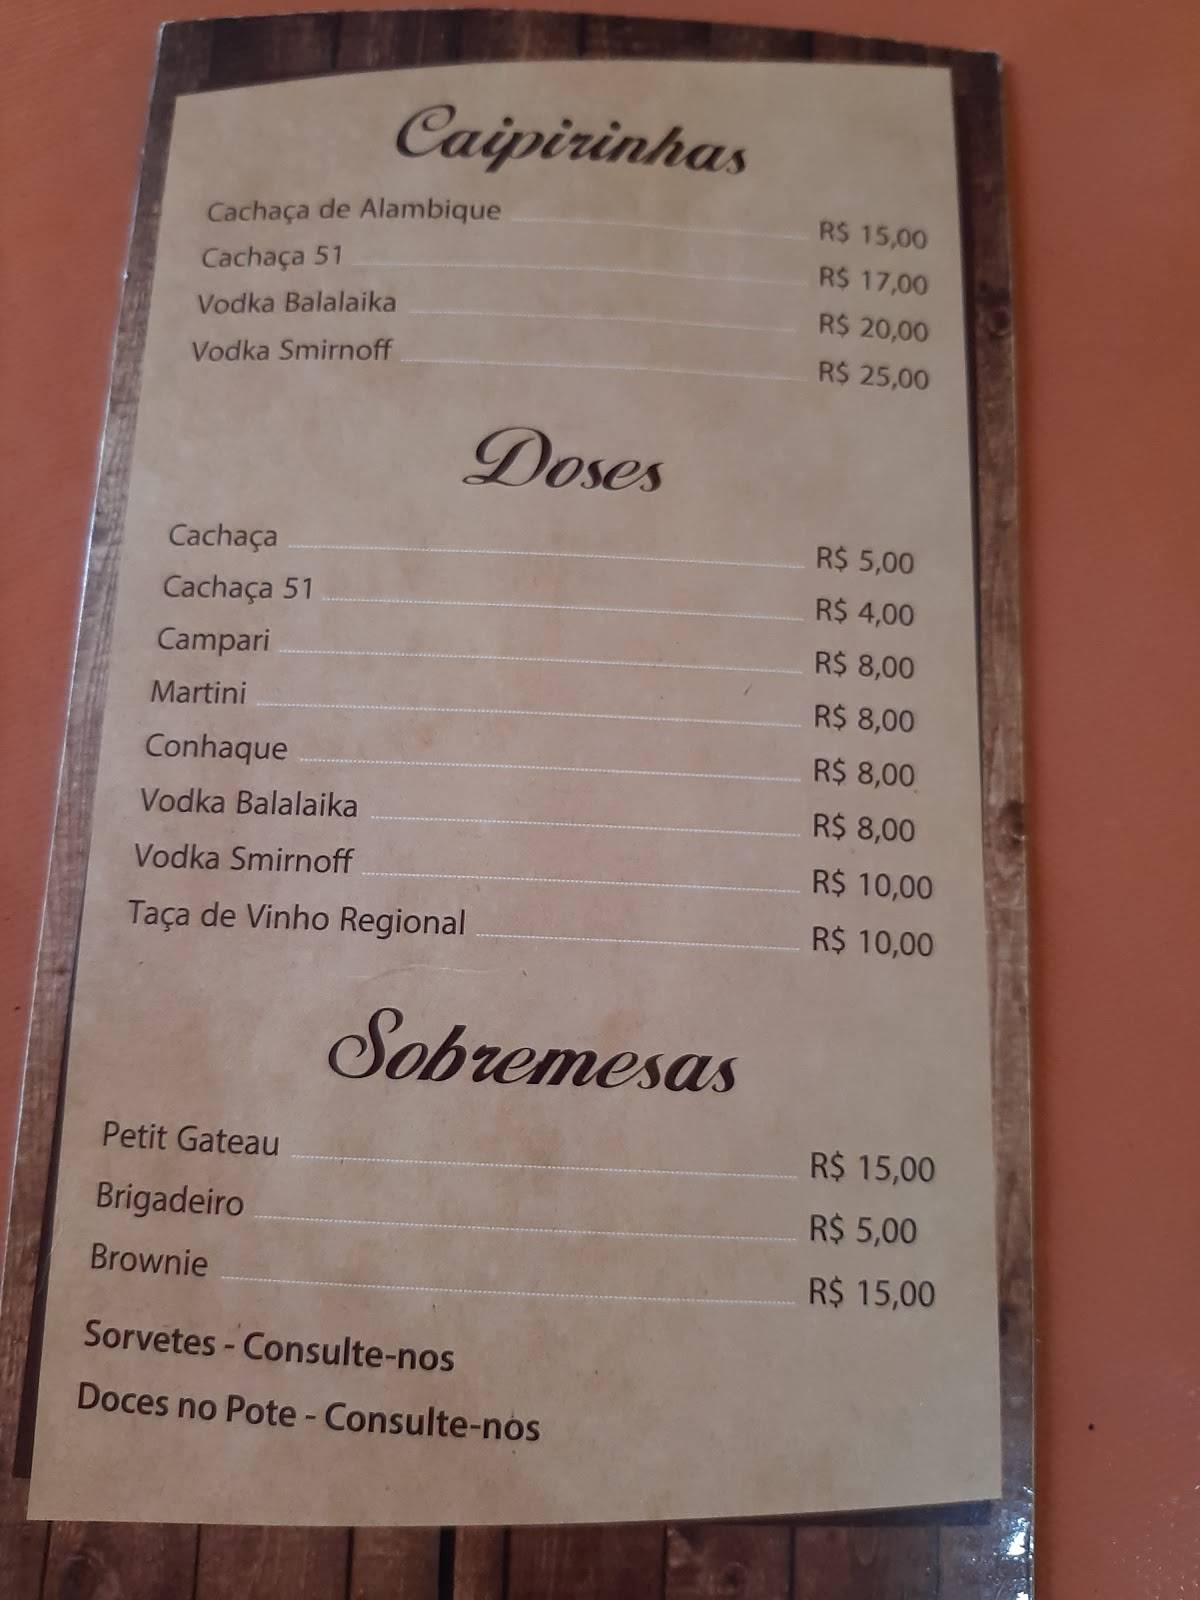 Caipirinhas
Cachaça de Alambique R$ 15,00
Cachaça 51 R$ 17,00
Vodka Balalaika R$ 20,00
Vodka Smirnoff R$ 25,00
Doses
Cachaça R$ 5,00
Cachaça 51 R$ 4,00
Campari R$ 8,00
Martini R$ 8,00
Conhaque R$ 8,00
Vodka Balalaika R$ 8,00
Vodka Smirnoff R$ 10,00
Taça de Vinho Regional R$ 10,00
Sobremesas
Petit Gateau R$ 15,00
Brigadeiro R$ 5,00
Brownie R$ 15,00
Sorvetes - Consulte-nos
Doces no Pote - Consulte-nos